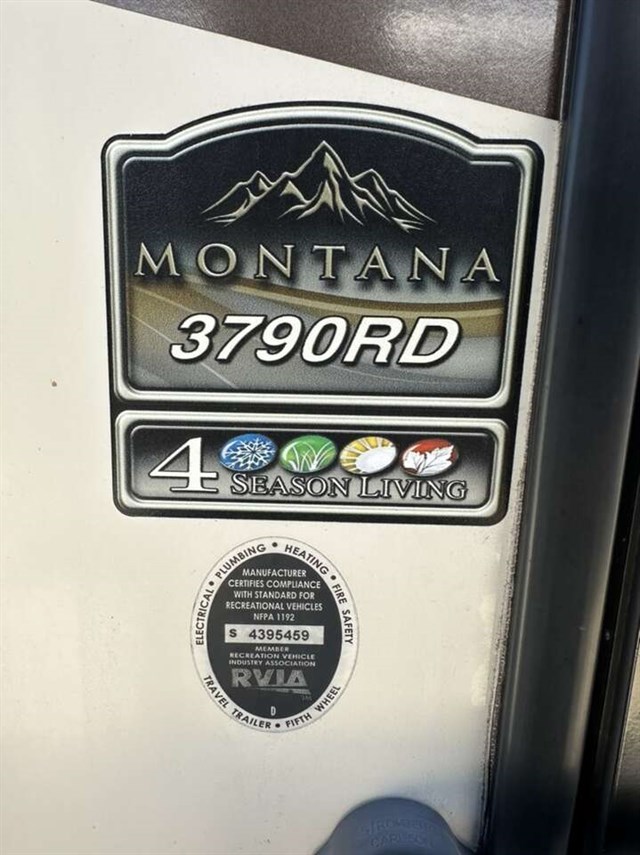 MONTANA
3790RD
4
SEASON LIVING
ELECTRICAL • PLUMBING • HEATING • FIRE SAFETY
MANUFACTURER
CERTIFIES COMPLIANCE
WITH STANDARD FOR
RECREATIONAL VEHICLES
NFPA 1192
S 4395459
MEMBER
RECREATION VEHICLE
INDUSTRY ASSOCIATION
RVIA
D
TRAVEL TRAILER • FIFTH WHEEL